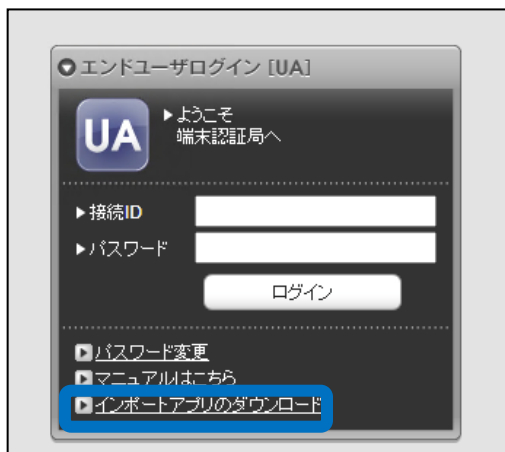 エンドユーザログイン [UA]
UA
ようこそ
端末認証局へ
接続ID
パスワード
ログイン
パスワード変更
マニュアルはこちら
インポートアプリのダウンロード